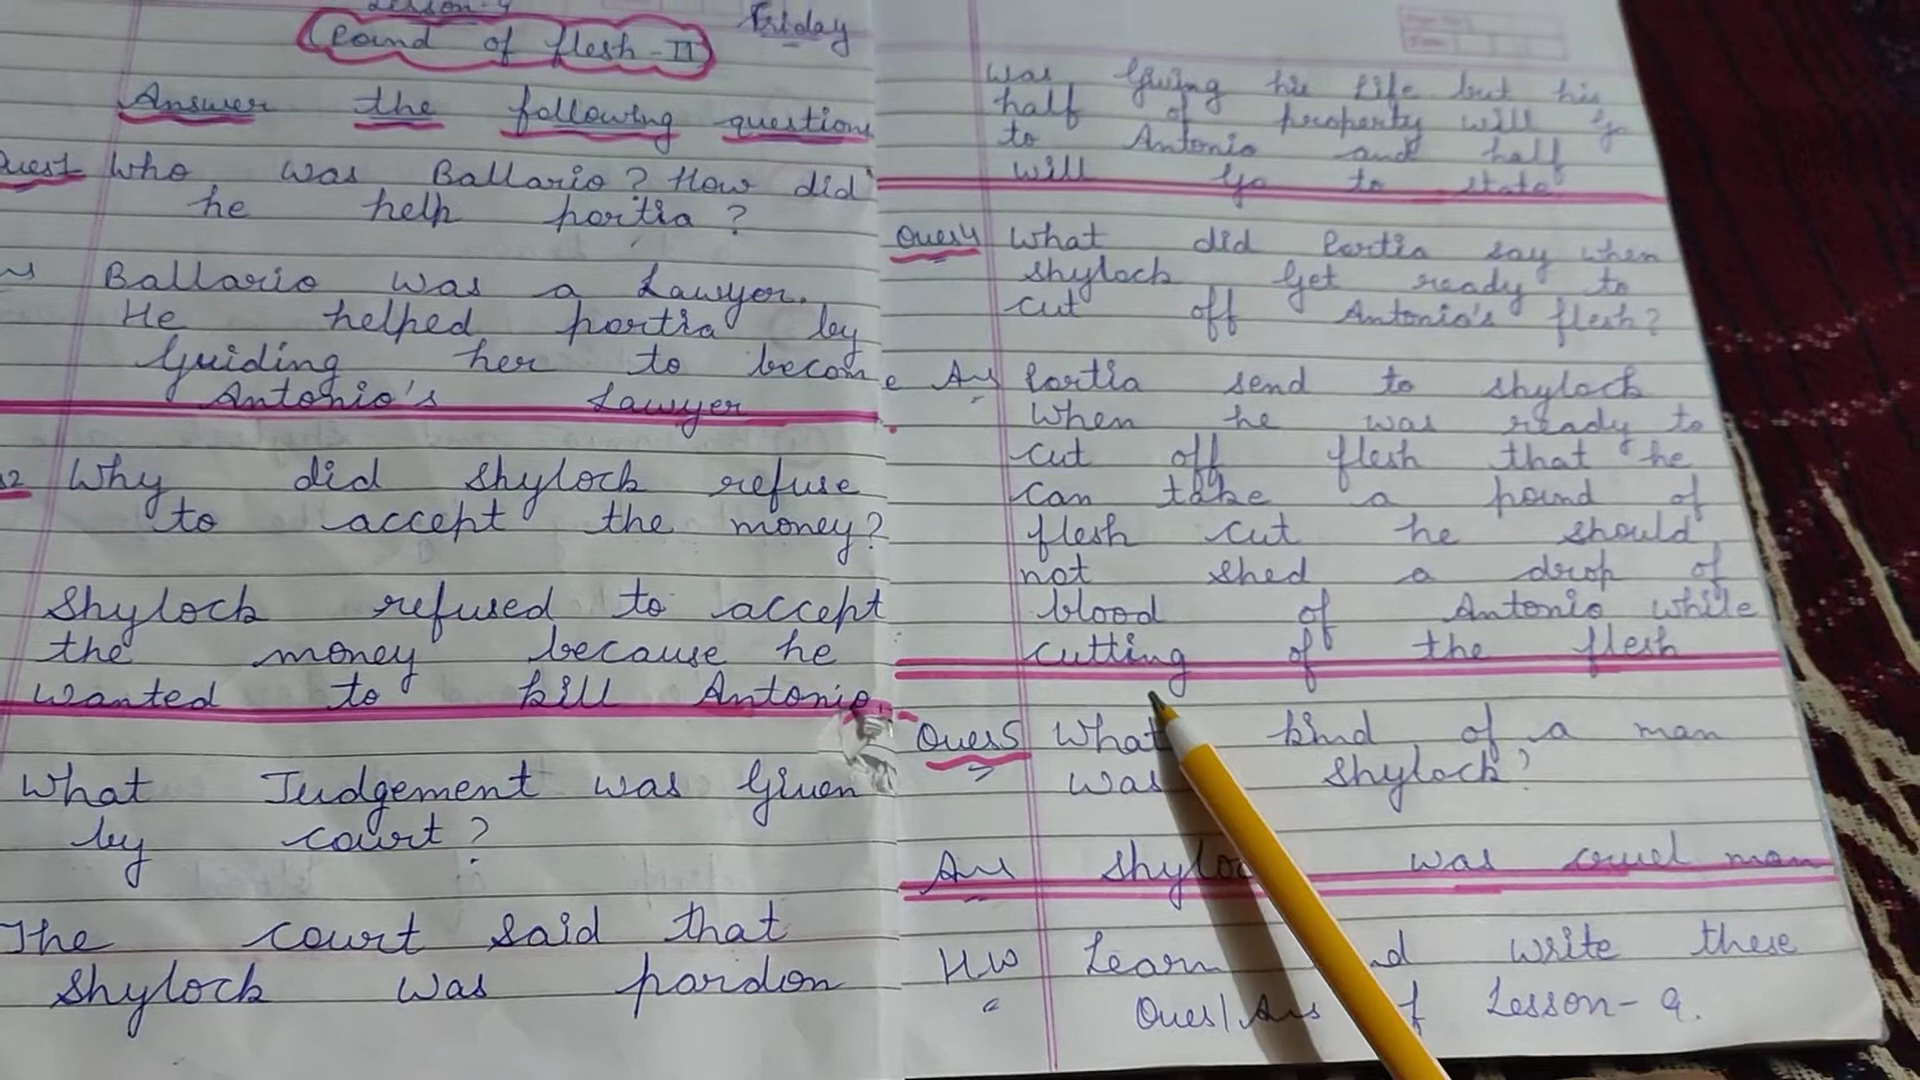 Lesson-9
Friday
Pound of flesh-II
Answer the following question
Ques1 Who was Ballario? How did
he help portia?
Ballario was a Lawyer.
He helped portia by
Guiding her to become
Antonio's Lawyer
2 Why did Shylock refuse
to accept the money?
Shylock refused to accept
the money because he
wanted to kill Antonio.
What Judgement was Given
by court?
The court said that
Shylock was pardon
was Giving his life but his
half of property will go
to Antonio and half
will Go to state
Ques4 What did Portia say when
shylock Get ready to
cut off Antonio's flesh?
Ans Portia send to shylock
When he was ready to
cut off flesh that he
can take a pound of
flesh cut he should
not shed a drop of
blood of Antonio while
cutting of the flesh
Ques5 What kind of a man
was Shylock?
Ans Shyloc was cruel man
H.W Learn nd write these
Ques/Ans f Lesson-9.